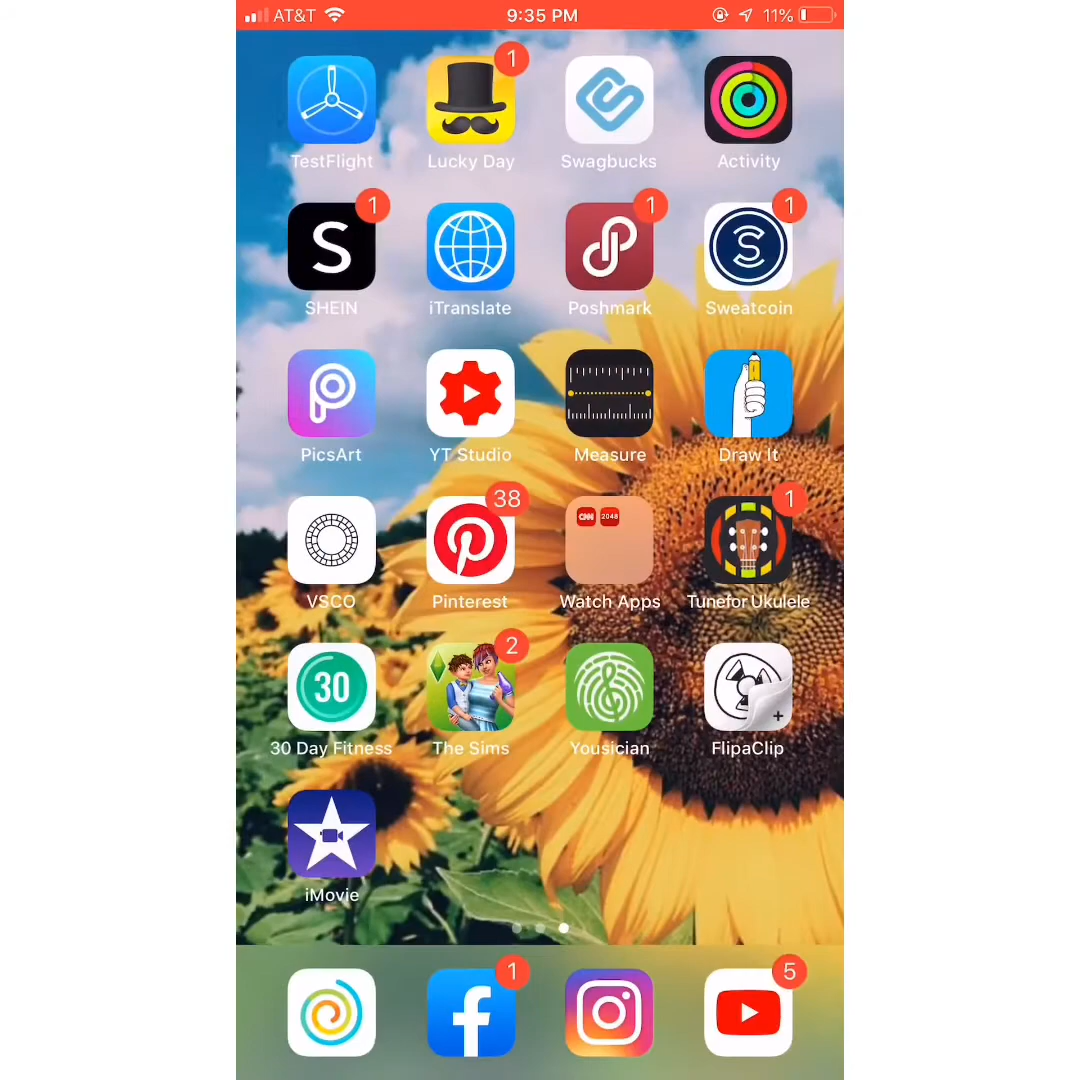 AT&T 9:35 PM 11%
1
TestFlight Lucky Day Swagbucks Activity
1 1 1
S S
SHEIN iTranslate Poshmark Sweatcoin
PicsArt YT Studio Measure Draw It
38 1
CNN 2048
VSCO Pinterest Watch Apps Tunefor Ukulele
2
30
30 Day Fitness The Sims Yousician FlipaClip
iMovie
1 5